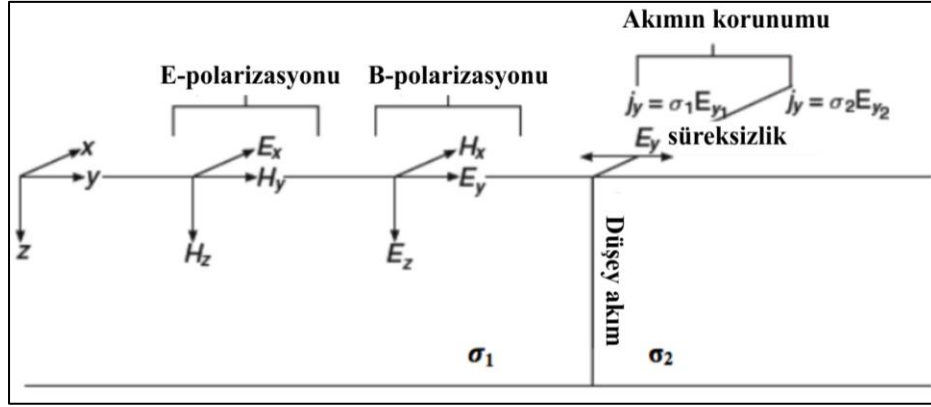 Akımın korunumu
E-polarizasyonu
B-polarizasyonu
jy = σ1Ey1
jy = σ2Ey2
Ey süreksizlik
x
y
z
Ex
Hy
Hz
Hx
Ey
Ez
Düşey akım
σ1
σ2